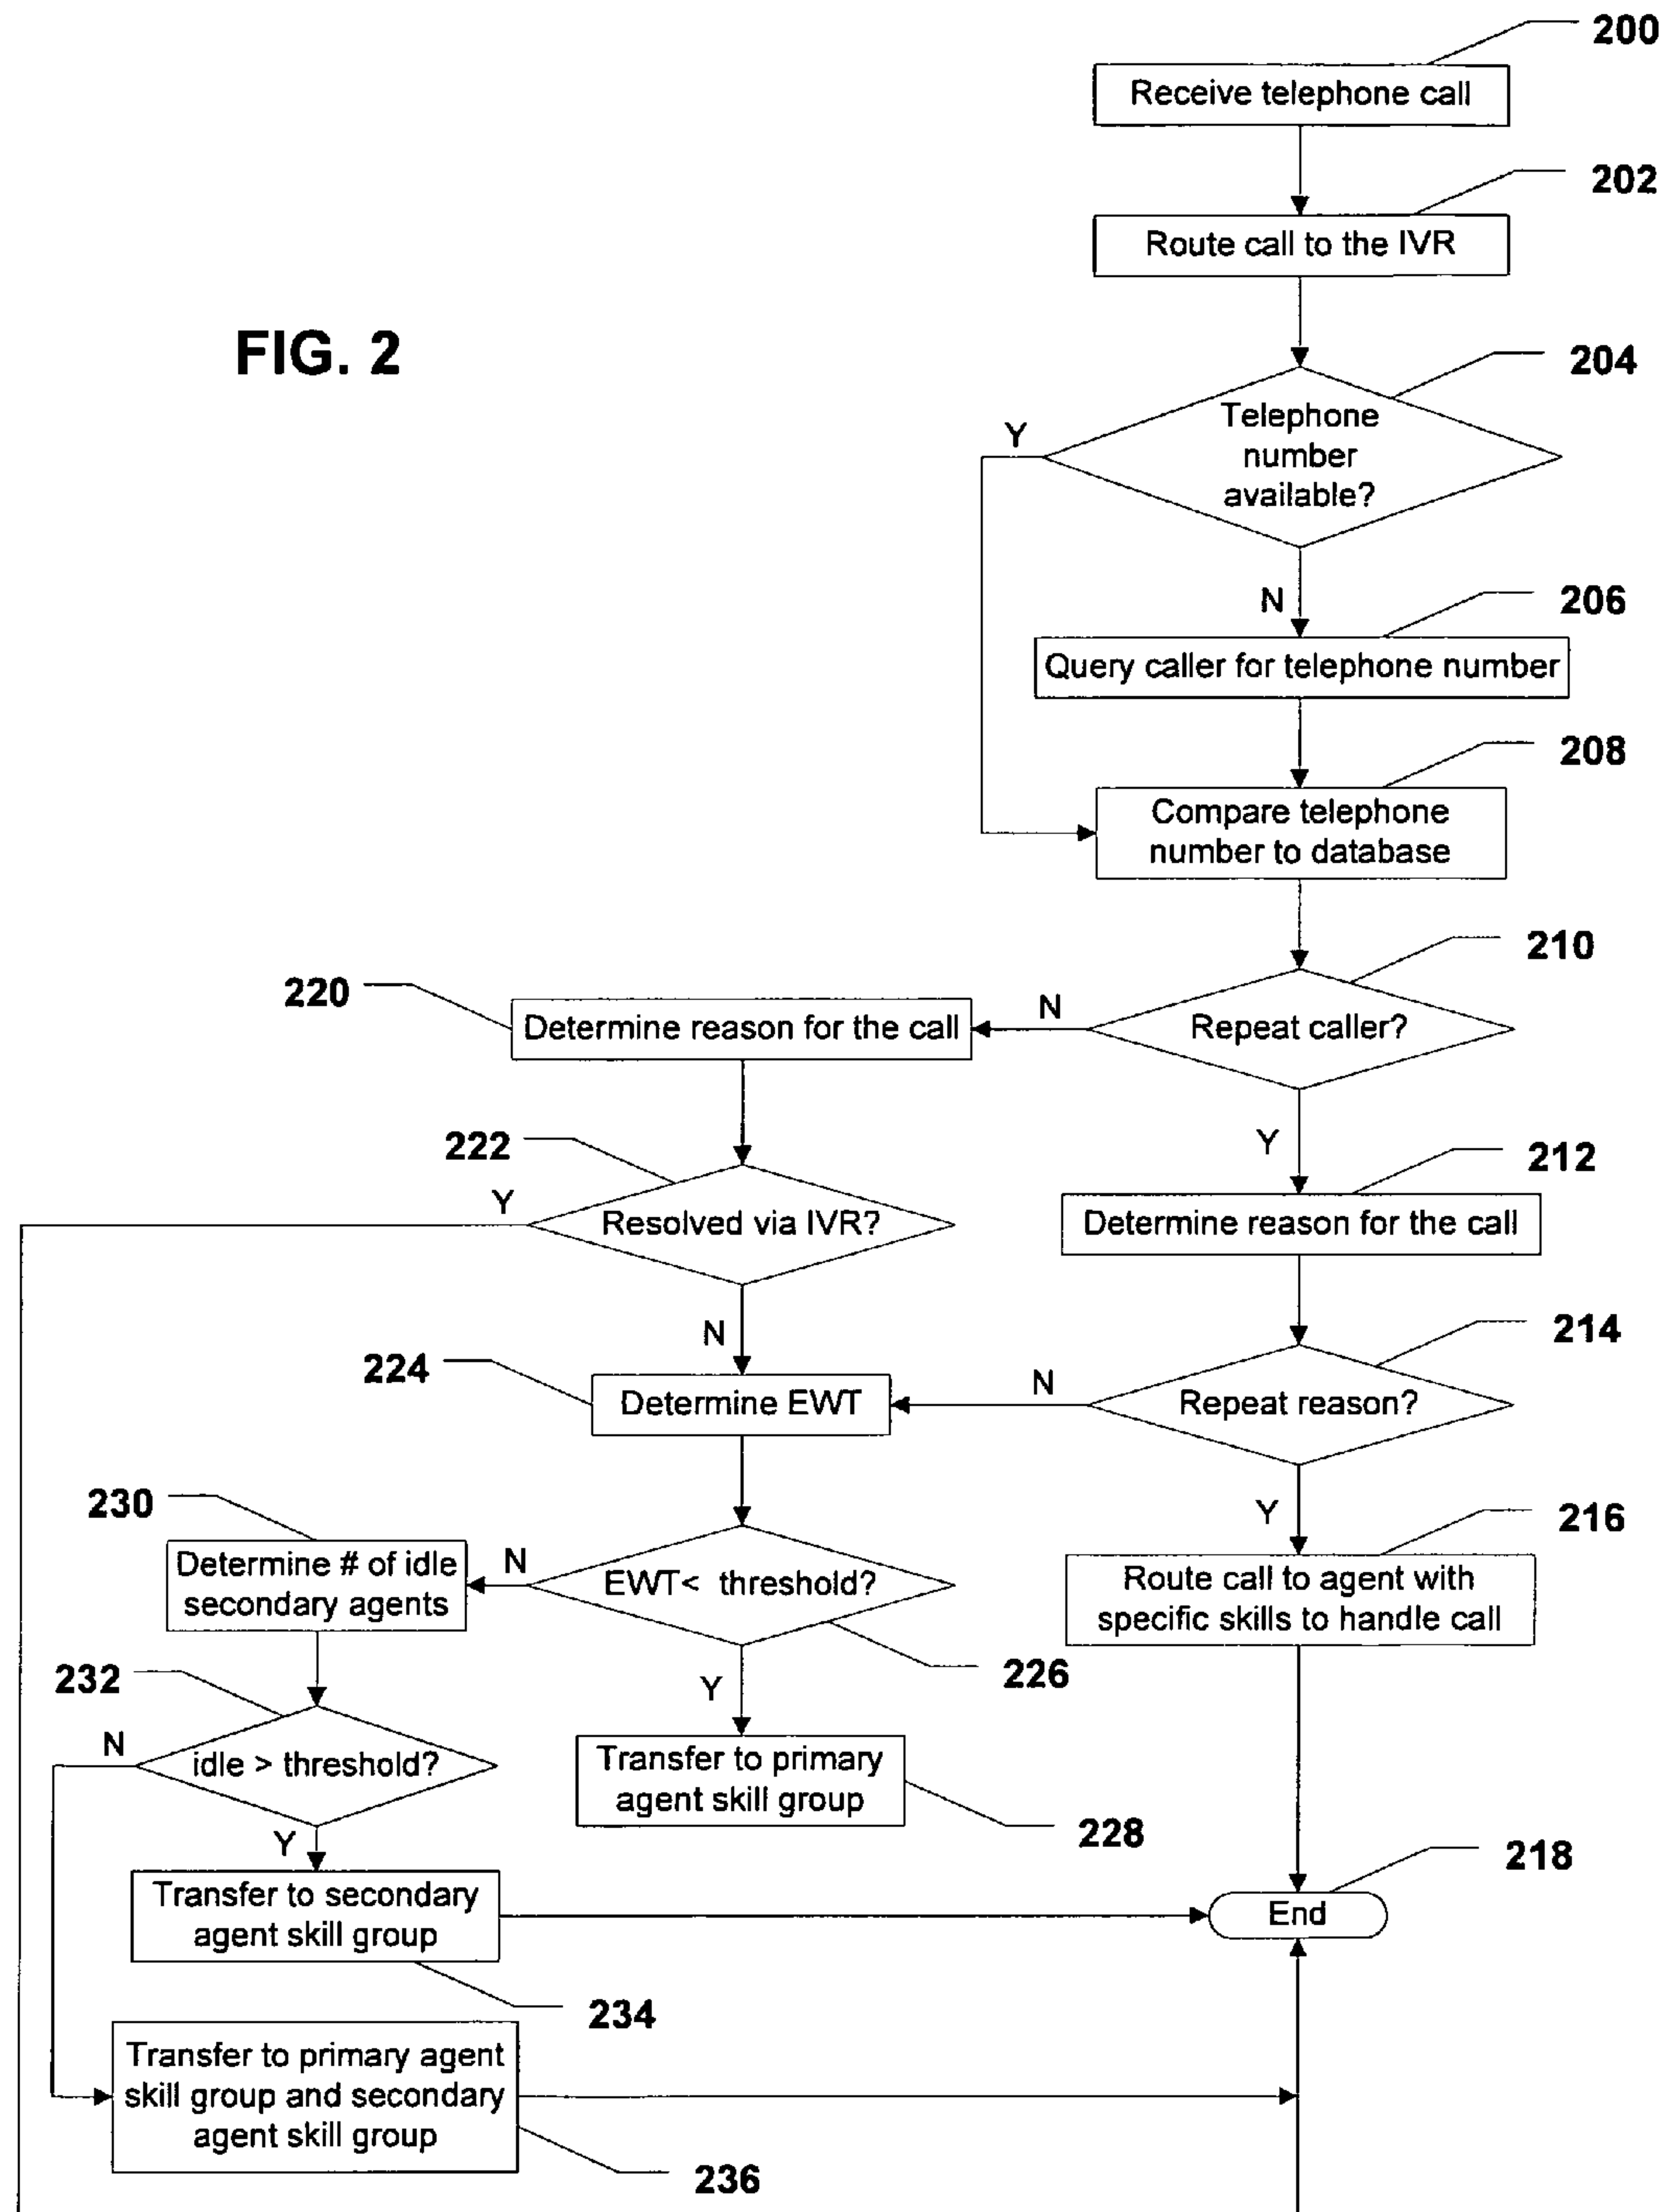 200
Receive telephone call
202
Route call to the IVR
FIG. 2
204
Telephone
number
available?
Y
N
206
Query caller for telephone number
208
Compare telephone
number to database
210
Repeat caller?
N
220
Determine reason for the call
Y
212
Determine reason for the call
222
Resolved via IVR?
Y
N
214
Repeat reason?
N
224
Determine EWT
Y
216
Route call to agent with
specific skills to handle call
230
Determine # of idle
secondary agents
N
EWT< threshold?
226
Y
232
idle > threshold?
N
Transfer to primary
agent skill group
228
Y
218
End
Transfer to secondary
agent skill group
234
Transfer to primary agent
skill group and secondary
agent skill group
236